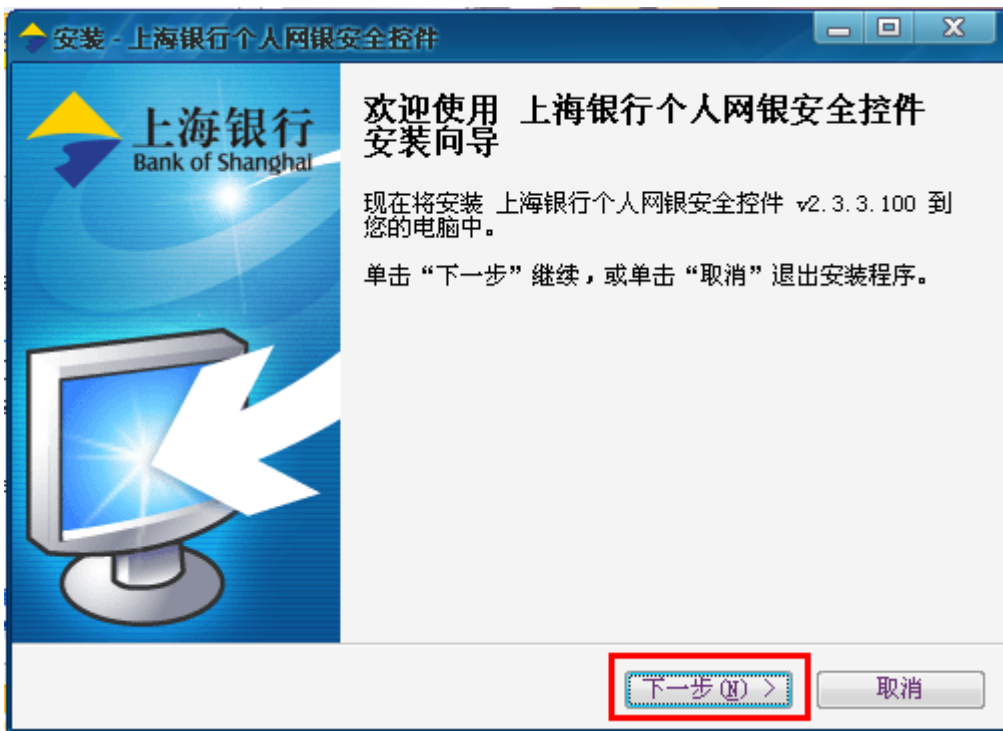 安装 - 上海银行个人网银安全控件
上海银行
Bank of Shanghai
欢迎使用 上海银行个人网银安全控件
安装向导
现在将安装 上海银行个人网银安全控件 v2.3.3.100 到
您的电脑中。
单击“下一步”继续，或单击“取消”退出安装程序。
下一步(N) >
取消